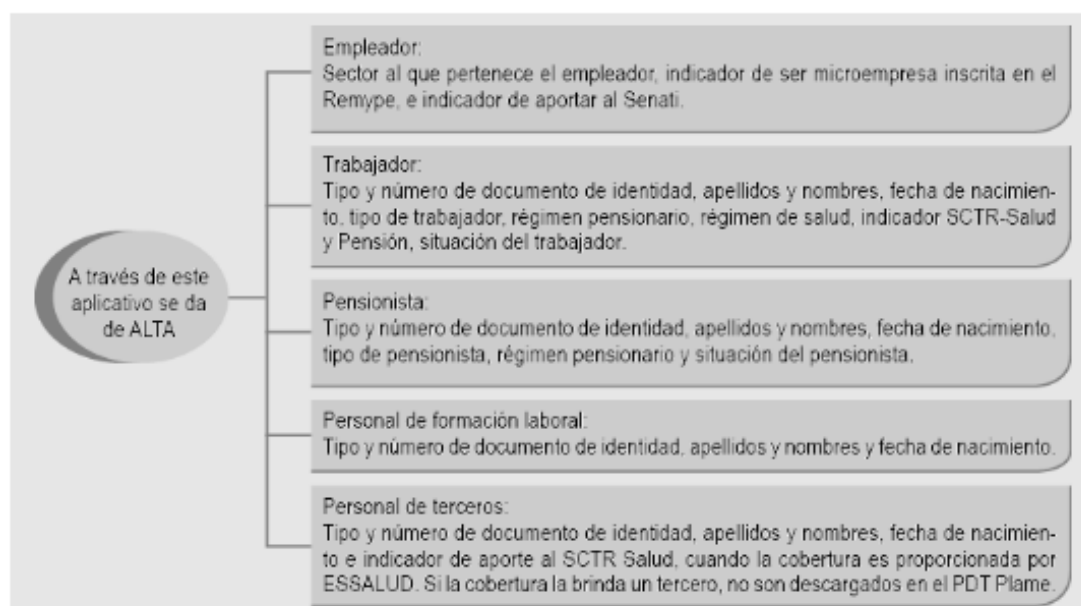 A través de este
aplicativo se da
de ALTA
Empleador:
Sector al que pertenece el empleador, indicador de ser microempresa inscrita en el
Remype, e indicador de aportar al Senati.
Trabajador:
Tipo y número de documento de identidad, apellidos y nombres, fecha de nacimien-
to, tipo de trabajador, régimen pensionario, régimen de salud, indicador SCTR-Salud
y Pensión, situación del trabajador.
Pensionista:
Tipo y número de documento de identidad, apellidos y nombres, fecha de nacimiento,
tipo de pensionista, régimen pensionario y situación del pensionista.
Personal de formación laboral:
Tipo y número de documento de identidad, apellidos y nombres y fecha de nacimiento.
Personal de terceros:
Tipo y número de documento de identidad, apellidos y nombres, fecha de nacimien-
to e indicador de aporte al SCTR Salud, cuando la cobertura es proporcionada por
ESSALUD. Si la cobertura la brinda un tercero, no son descargados en el PDT Plame.